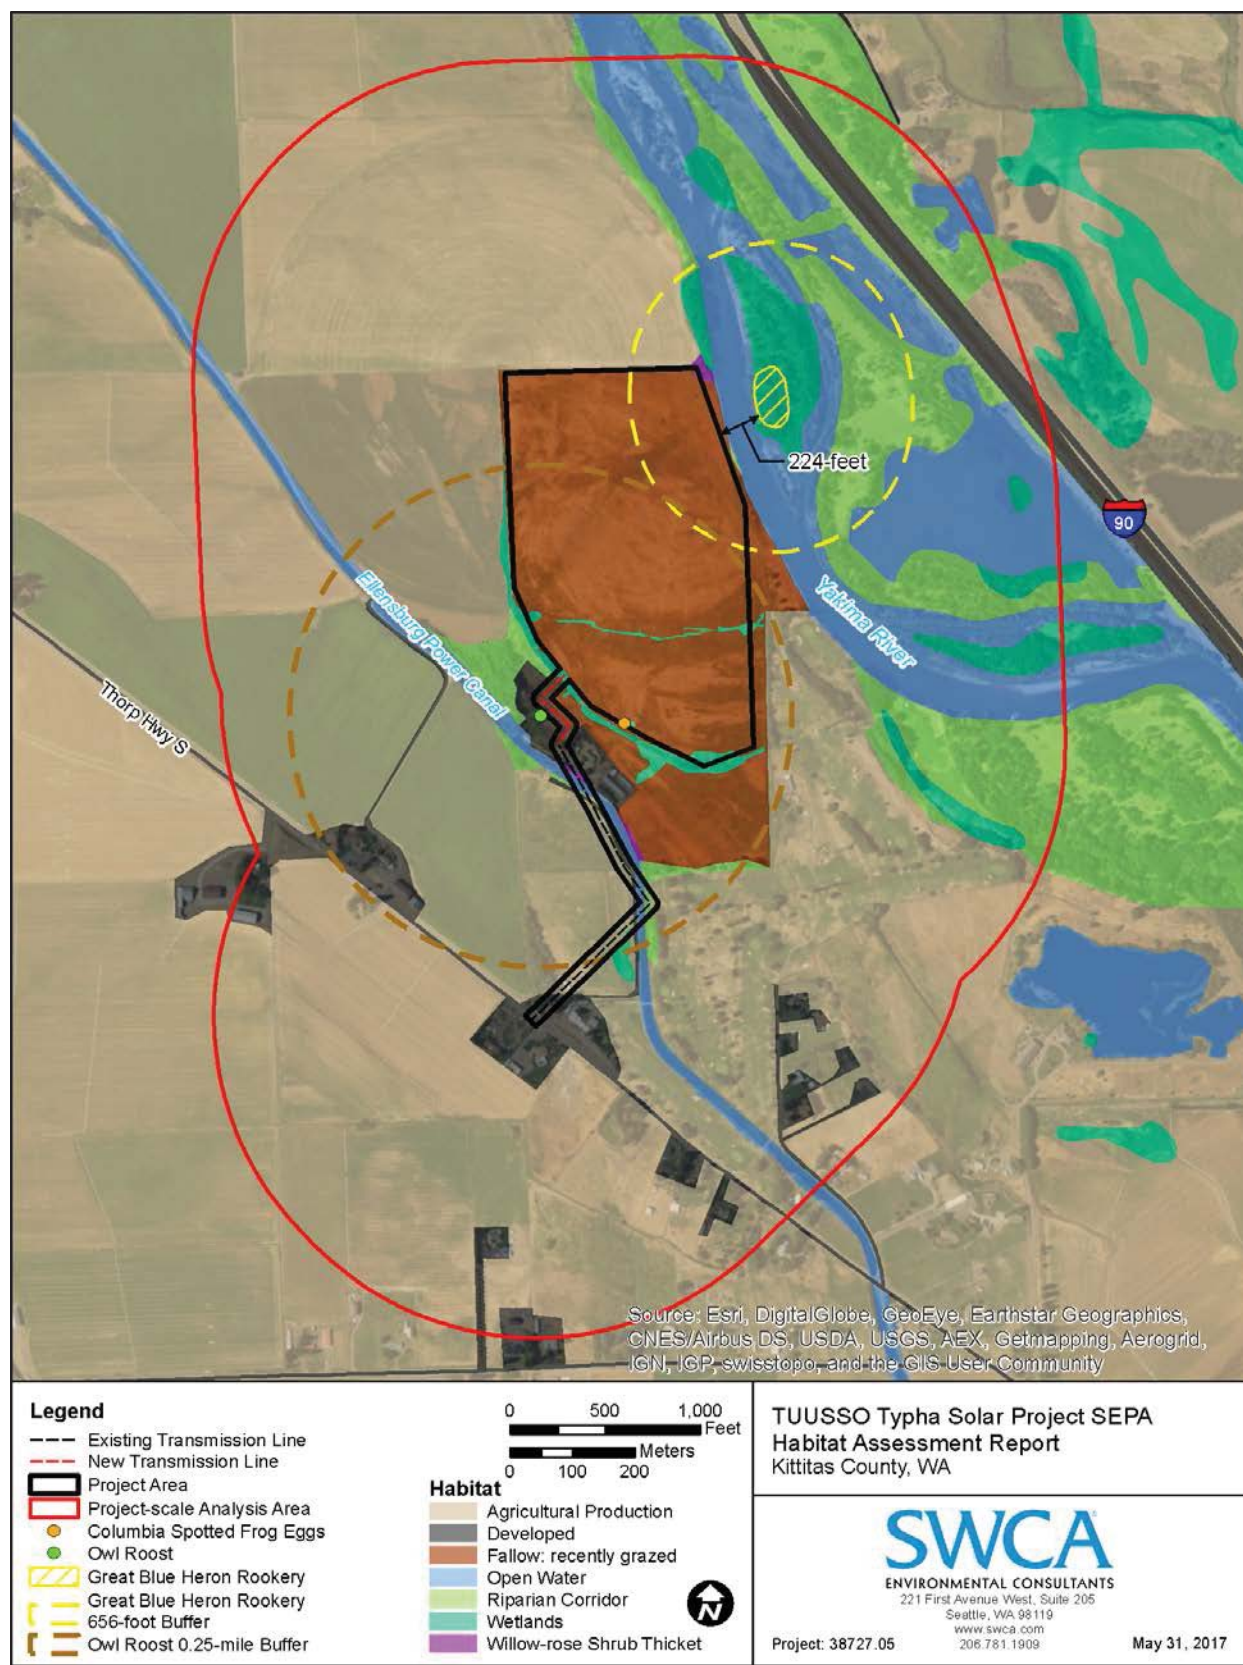 224-feet
90
Yakima River
Ellensburg Power Canal
Thorp Hwy S
Source: Esri, DigitalGlobe, GeoEye, Earthstar Geographics,
CNES/Airbus DS, USDA, USGS, AEX, Getmapping, Aerogrid,
IGN, IGP, swisstopo, and the GIS User Community
Legend
Existing Transmission Line
New Transmission Line
Project Area
Project-scale Analysis Area
Columbia Spotted Frog Eggs
Owl Roost
Great Blue Heron Rookery
Great Blue Heron Rookery
656-foot Buffer
Owl Roost 0.25-mile Buffer
0 500 1,000
Feet
Meters
0 100 200
Habitat
Agricultural Production
Developed
Fallow: recently grazed
Open Water
Riparian Corridor
Wetlands
Willow-rose Shrub Thicket
N
TUUSSO Typha Solar Project SEPA
Habitat Assessment Report
Kittitas County, WA
SWCA
ENVIRONMENTAL CONSULTANTS
221 First Avenue West, Suite 205
Seattle, WA 98119
www.swca.com
206.781.1909
Project: 38727.05
May 31, 2017